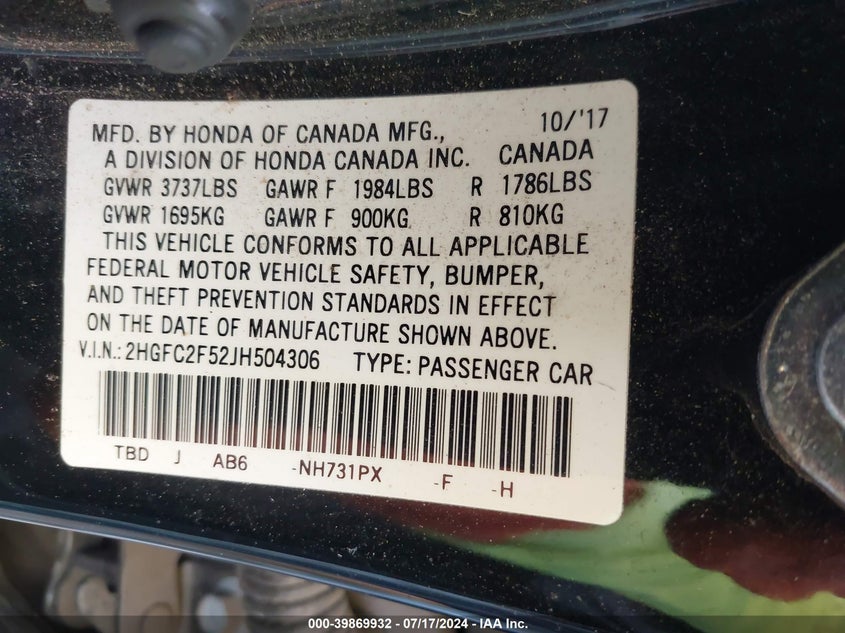 MFD. BY HONDA OF CANADA MFG., 10/'17
A DIVISION OF HONDA CANADA INC. CANADA
GVWR 3737LBS GAWR F 1984LBS R 1786LBS
GVWR 1695KG GAWR F 900KG R 810KG
THIS VEHICLE CONFORMS TO ALL APPLICABLE
FEDERAL MOTOR VEHICLE SAFETY, BUMPER,
AND THEFT PREVENTION STANDARDS IN EFFECT
ON THE DATE OF MANUFACTURE SHOWN ABOVE.
V.I.N.: 2HGFC2F52JH504306 TYPE: PASSENGER CAR
TBD J AB6 -NH731PX -F -H
000-39869932 - 07/17/2024 - IAA Inc.